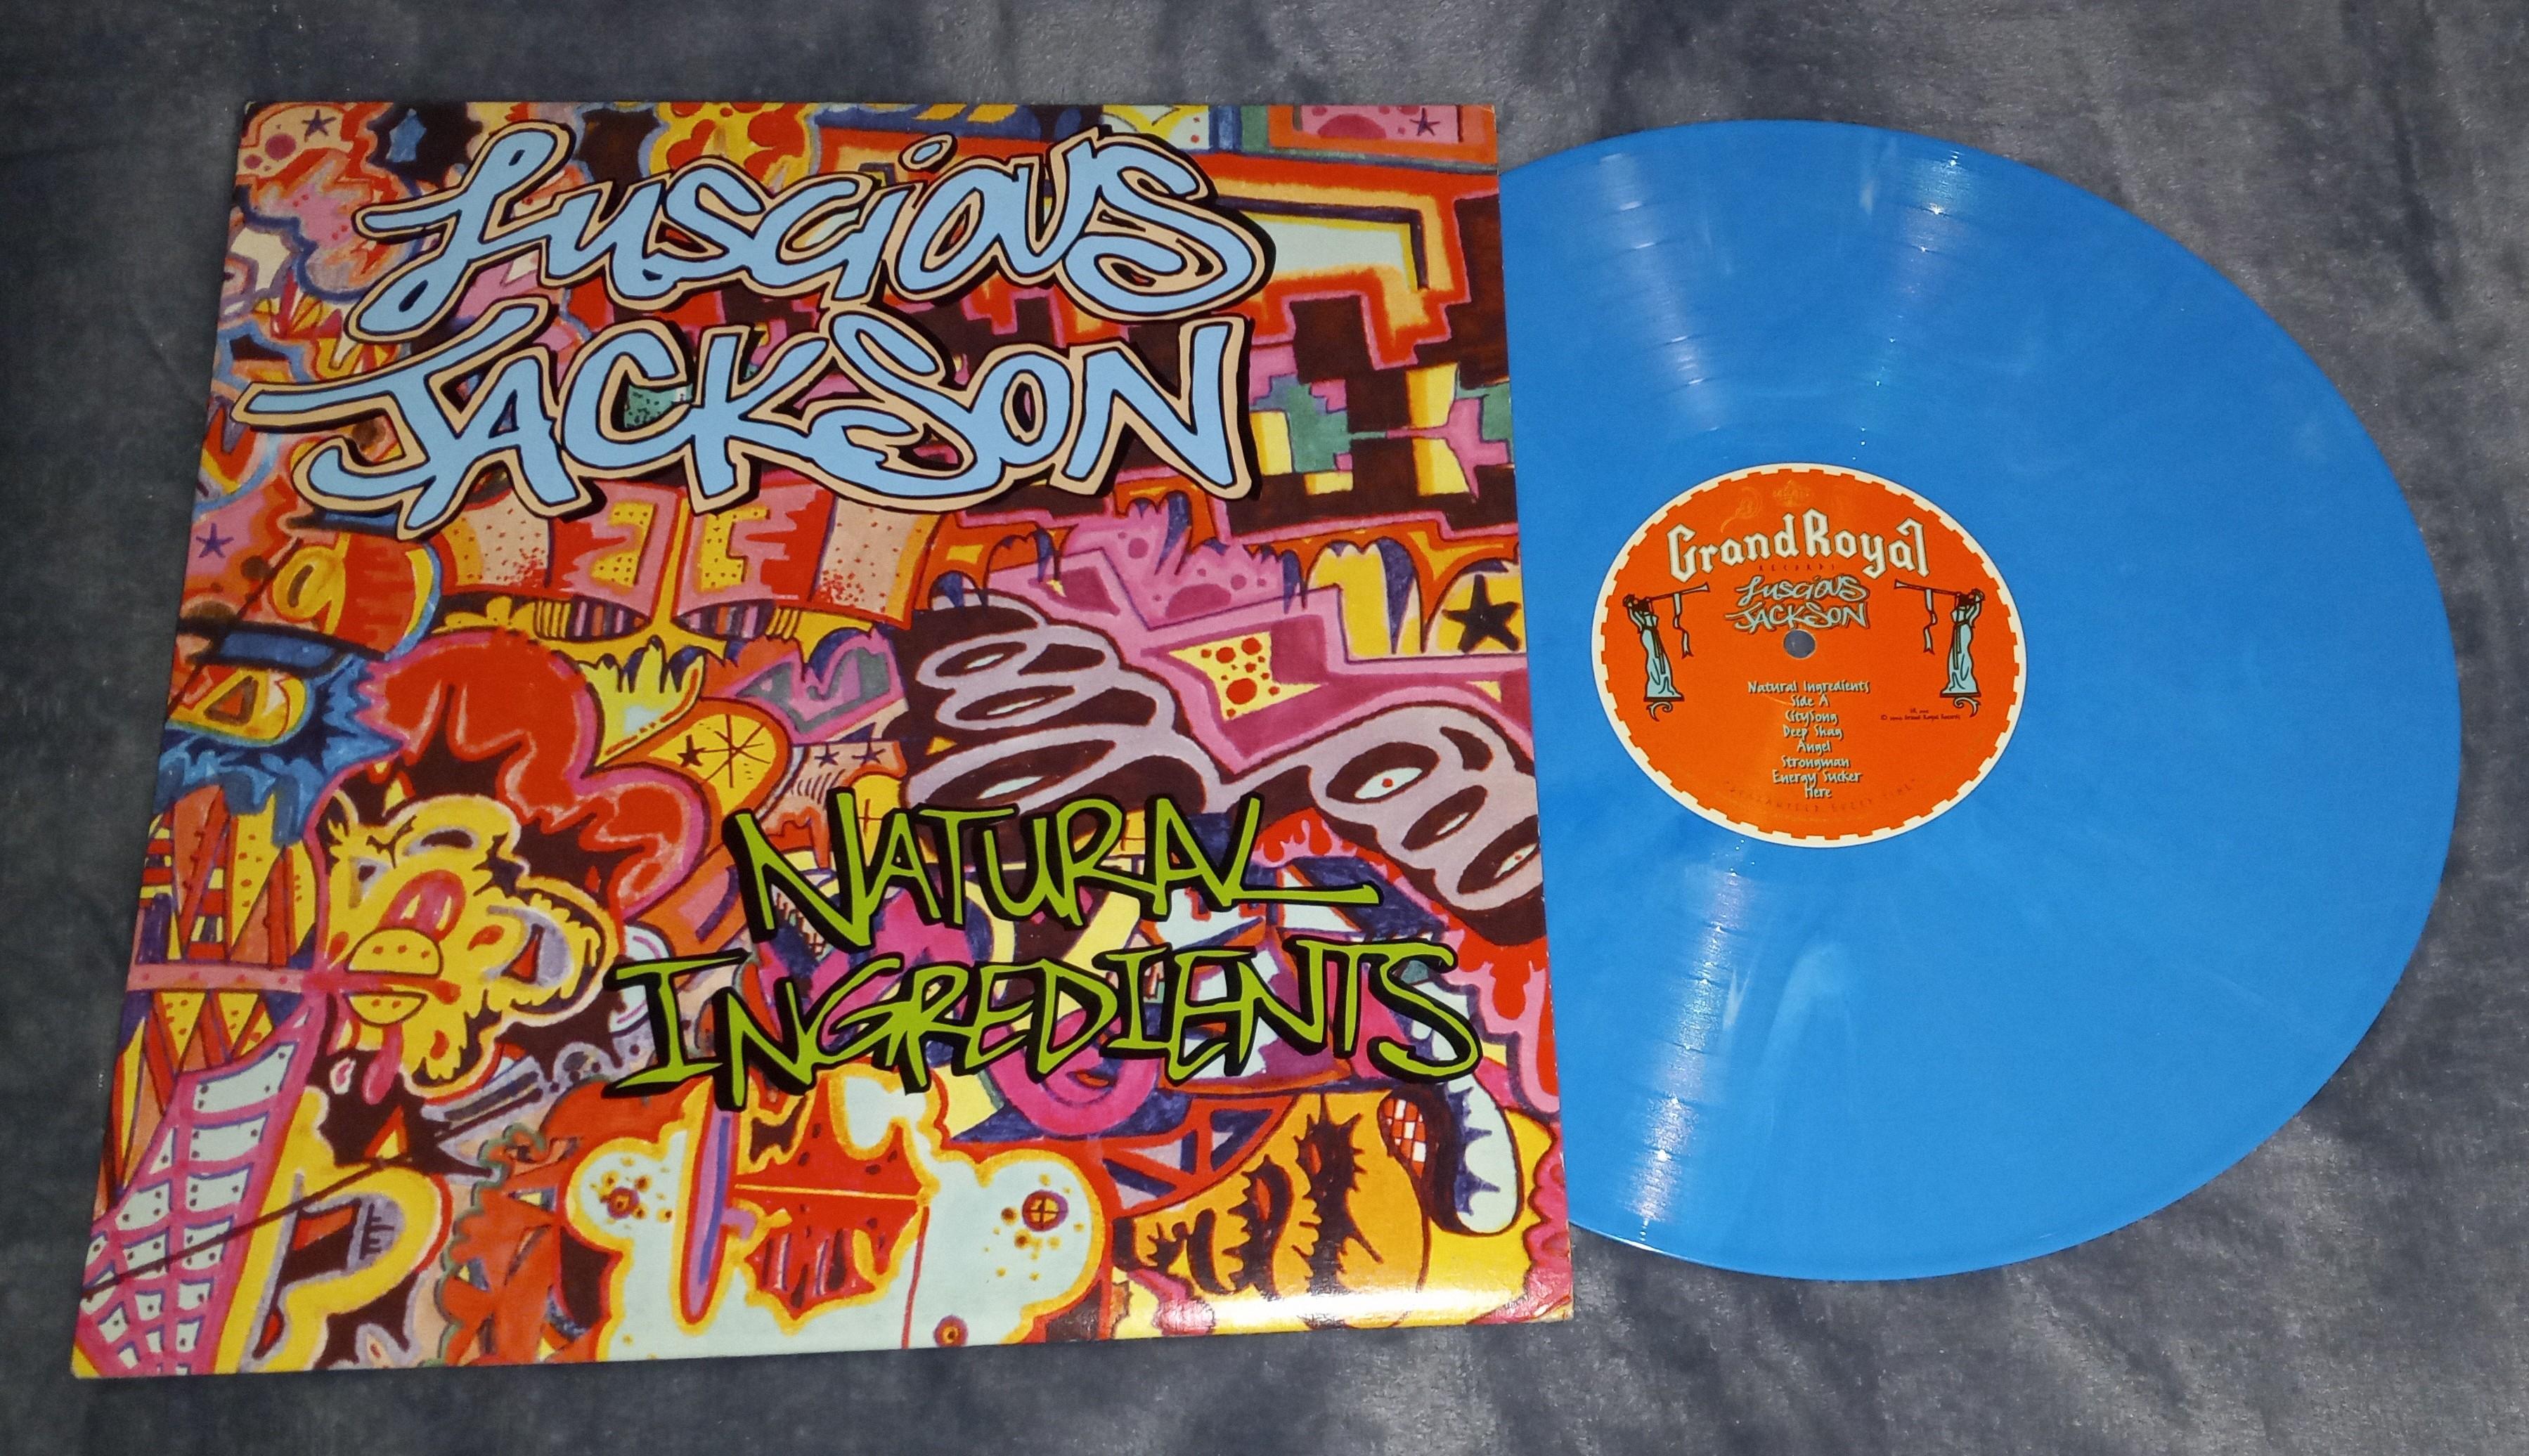 Luscious
Jackson
Natural
Ingredients
Grand Royal
RECORDS
Luscious
Jackson
Natural Ingredients
Side A
CitySong
Deep Shag
Angel
Strongman
Energy Sucker
Here